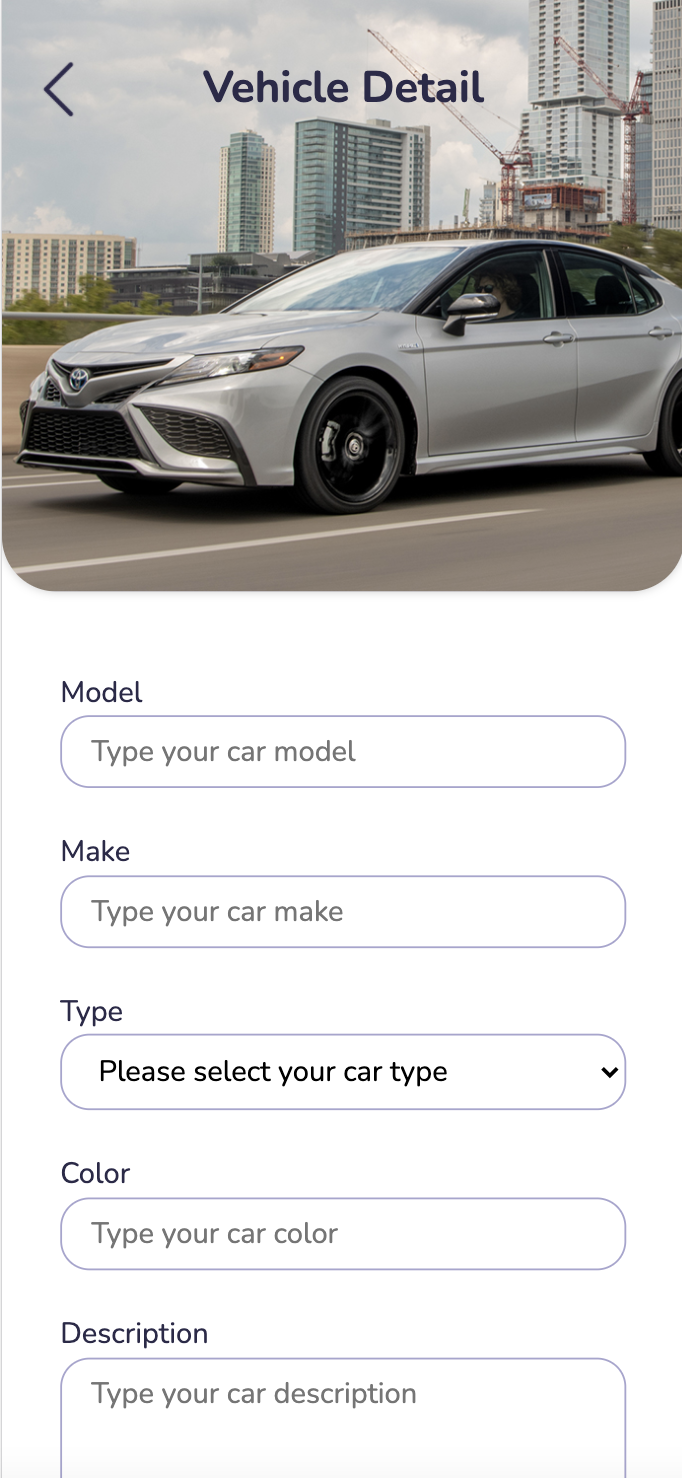 Vehicle Detail
Model
Type your car model
Make
Type your car make
Type
Please select your car type
Color
Type your car color
Description
Type your car description